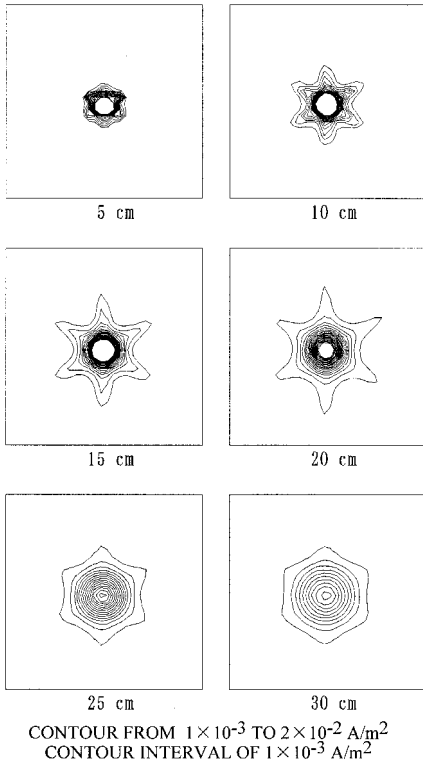 5 cm
10 cm
15 cm
20 cm
25 cm
30 cm
CONTOUR FROM 1×10⁻³ TO 2×10⁻² A/m²
CONTOUR INTERVAL OF 1×10⁻³ A/m²